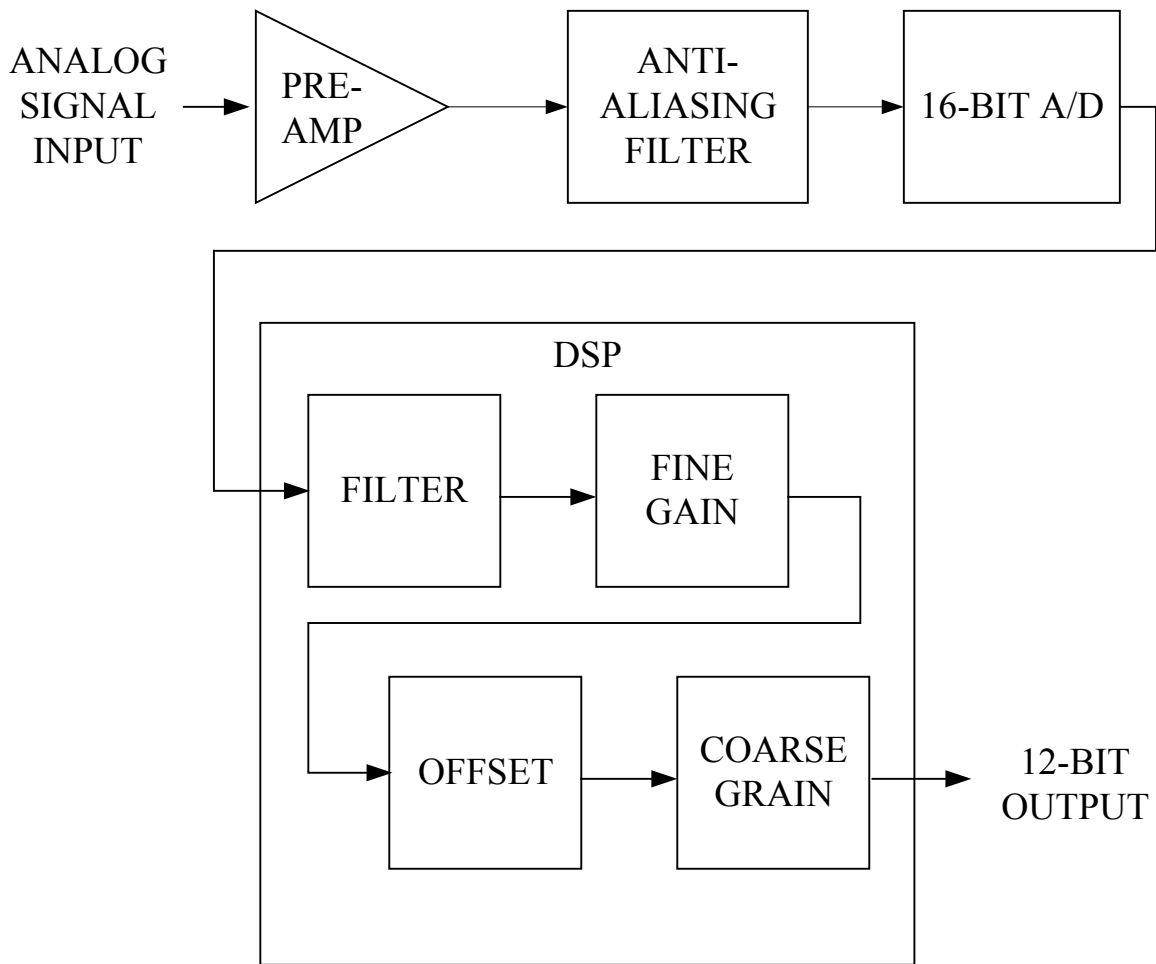 ANALOG
SIGNAL
INPUT
PRE-
AMP
ANTI-
ALIASING
FILTER
16-BIT A/D
DSP
FILTER
FINE
GAIN
OFFSET
COARSE
GRAIN
12-BIT
OUTPUT